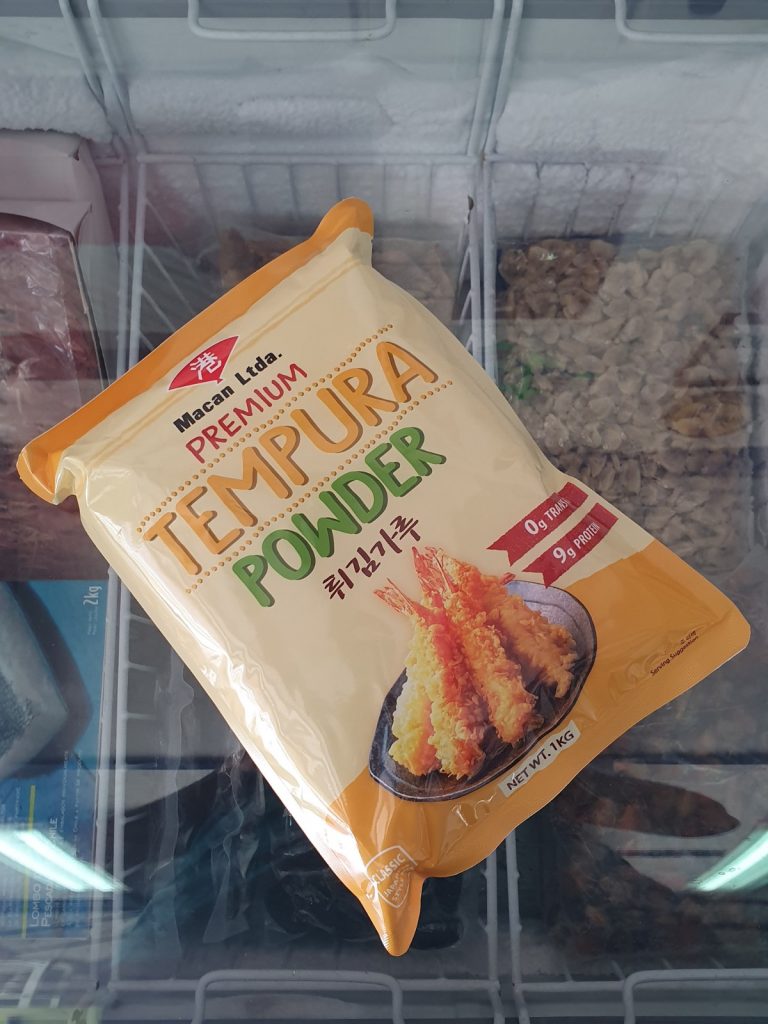 港
Macan Ltda.
PREMIUM
TEMPURA
POWDER
튀김가루
0g TRANS
9g PROTEIN
Serving Suggestion
NET WT. 1KG
CLASSIC
2kg
LOMBO